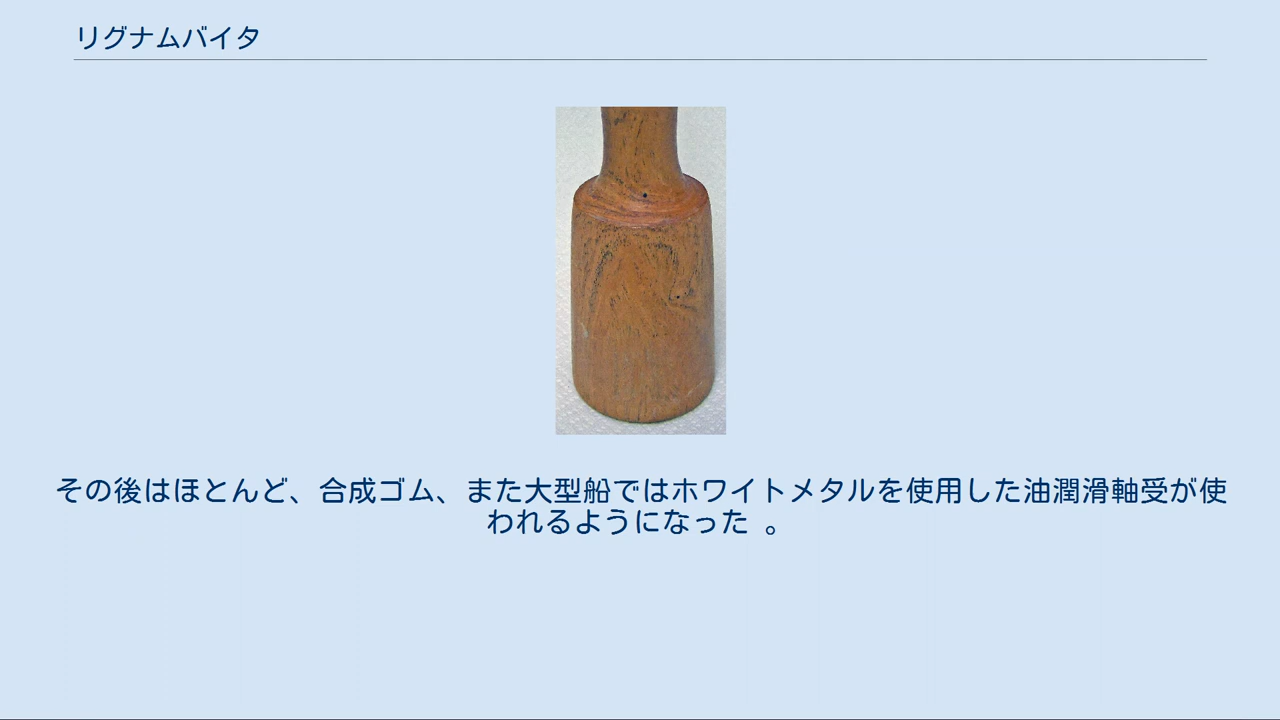 リグナムバイタ
その後はほとんど、合成ゴム、また大型船ではホワイトメタルを使用した油潤滑軸受が使
われるようになった 。